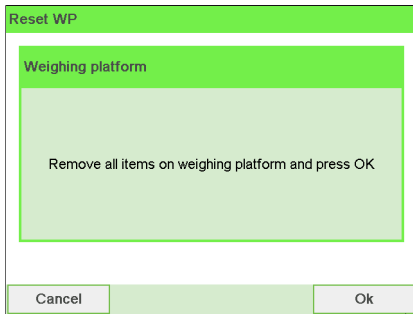 Reset WP
Weighing platform
Remove all items on weighing platform and press OK
Cancel
Ok